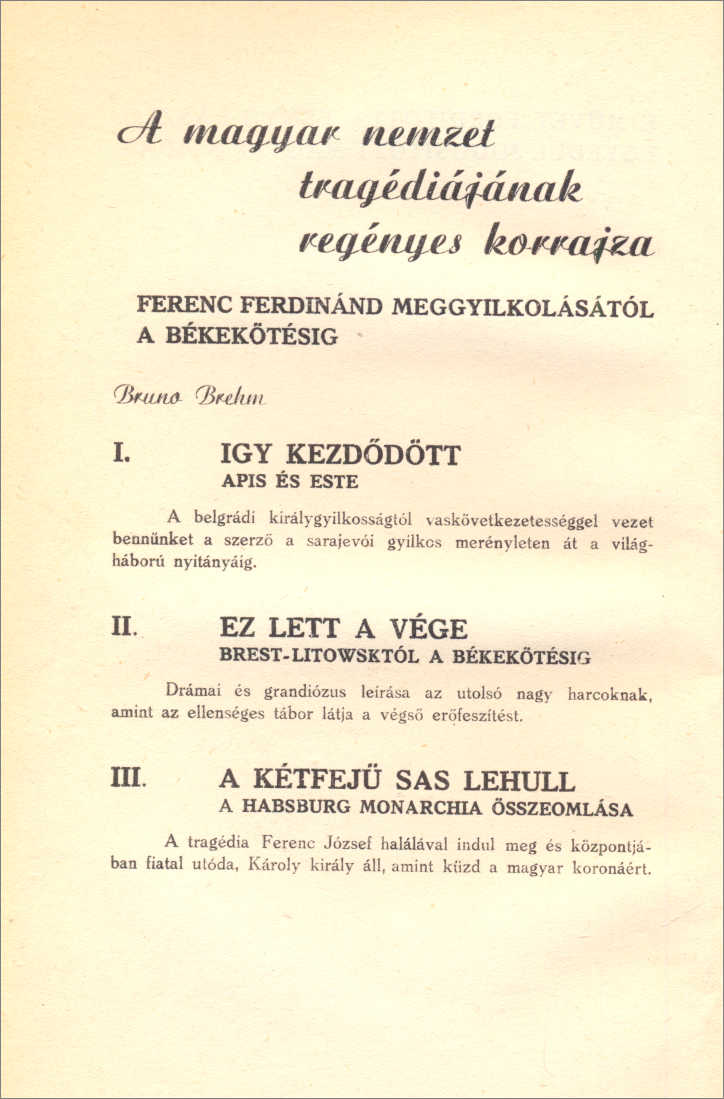 A magyar nemzet
tragédiájának
regényes korrajza
FERENC FERDINÁND MEGGYILKOLÁSÁTÓL
A BÉKEKÖTÉSIG
Bruno Brehm
I. IGY KEZDŐDÖTT
APIS ÉS ESTE
A belgrádi királygyilkosságtól vaskövetkezetességgel vezet
bennünket a szerző a sarajevói gyilkos merényleten át a világ-
háború nyitányáig.
II. EZ LETT A VÉGE
BREST-LITOWSKTÓL A BÉKEKÖTÉSIG
Drámai és grandiózus leírása az utolsó nagy harcoknak,
amint az ellenséges tábor látja a végső erőfeszítést.
III. A KÉTFEJŰ SAS LEHULL
A HABSBURG MONARCHIA ÖSSZEOMLÁSA
A tragédia Ferenc József halálával indul meg és központjá-
ban fiatal utóda, Károly király áll, amint küzd a magyar koronáért.